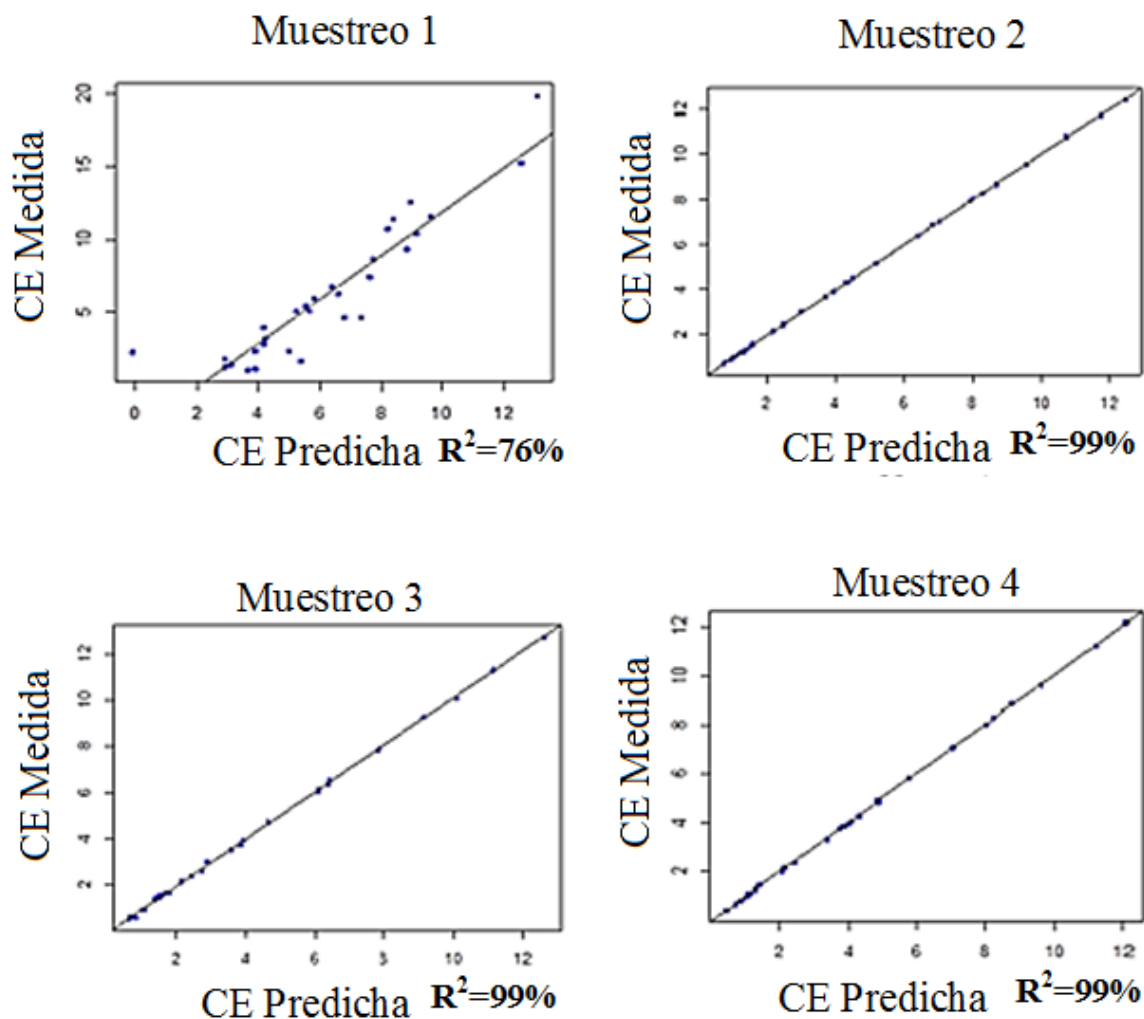 Muestreo 1
CE Medida
20
15
10
5
0 2 4 6 8 10 12
CE Predicha R²=76%
Muestreo 2
CE Medida
12
10
8
6
4
2
2 4 6 8 10 12
CE Predicha R²=99%
Muestreo 3
CE Medida
12
10
8
6
4
2
2 4 6 3 10 12
CE Predicha R²=99%
Muestreo 4
CE Medida
12
10
8
6
4
2
2 4 6 8 10 12
CE Predicha R²=99%